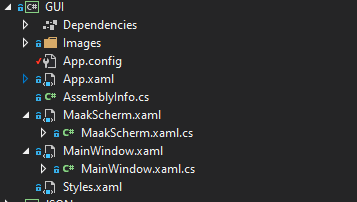 C# GUI
Dependencies
Images
App.config
App.xaml
C# AssemblyInfo.cs
MaakScherm.xaml
C# MaakScherm.xaml.cs
MainWindow.xaml
C# MainWindow.xaml.cs
Styles.xaml